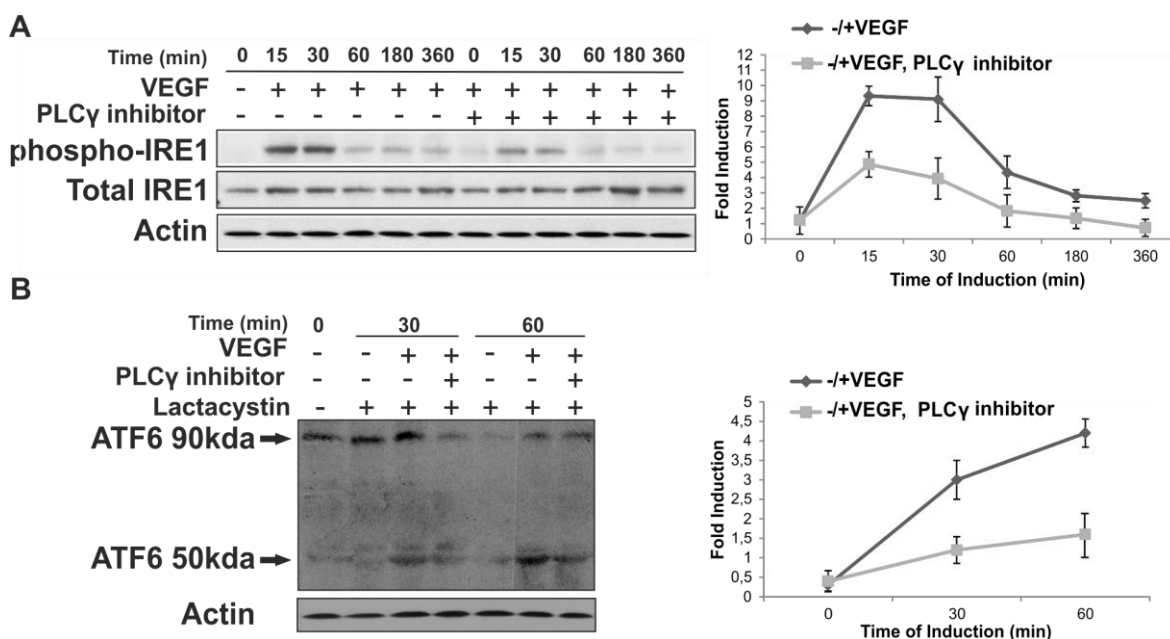 A
Time (min) 0 15 30 60 180 360 0 15 30 60 180 360
VEGF - + + + + + - + + + + +
PLCγ inhibitor - - - - - - + + + + + +
phospho-IRE1
Total IRE1
Actin
-/+VEGF
-/+VEGF, PLCγ inhibitor
Fold Induction
12
11
10
9
8
7
6
5
4
3
2
1
0
0 15 30 60 180 360
Time of Induction (min)
B
Time (min) 0 30 60
VEGF - - + + - + +
PLCγ inhibitor - - - + - - +
Lactacystin - + + + + + +
ATF6 90kda
ATF6 50kda
Actin
-/+VEGF
-/+VEGF, PLCγ inhibitor
Fold Induction
5
4,5
4
3,5
3
2,5
2
1,5
1
0,5
0
0 30 60
Time of Induction (min)